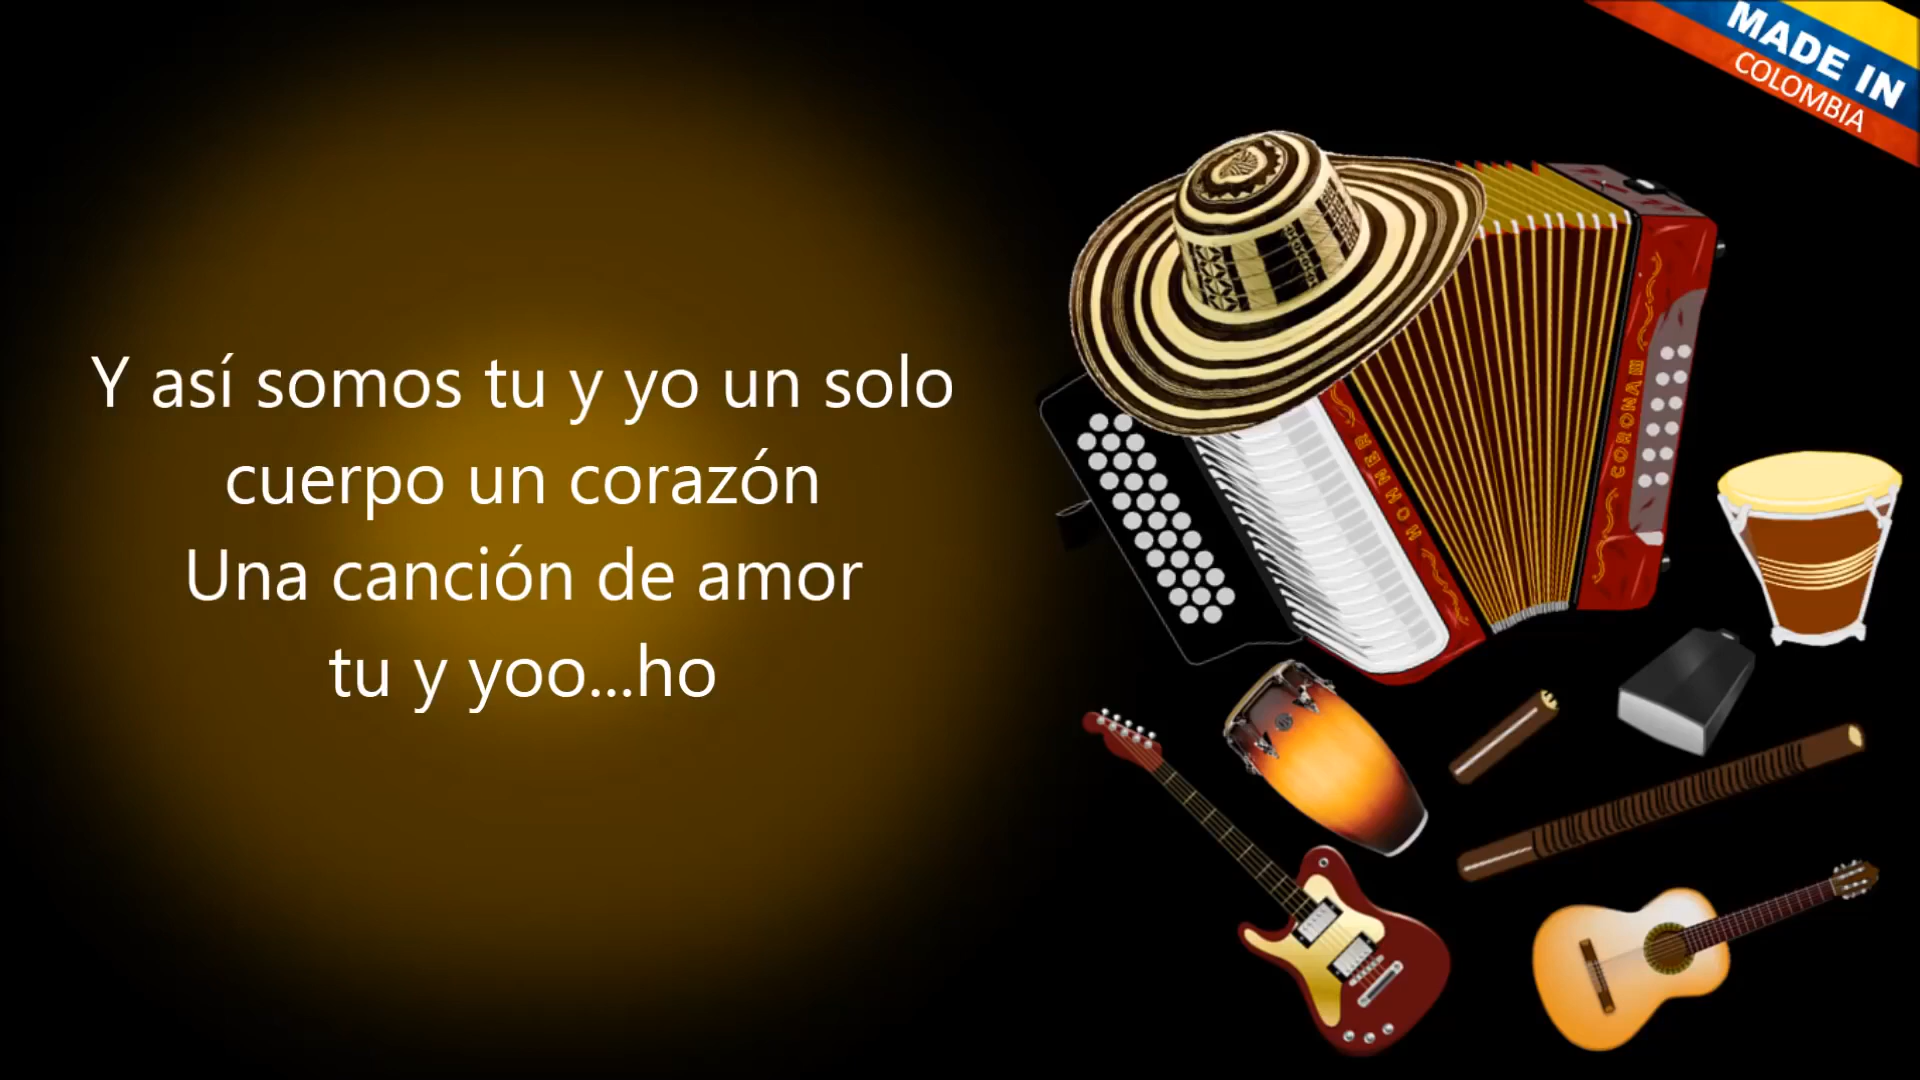 MADE IN
COLOMBIA
Y así somos tu y yo un solo
cuerpo un corazón
Una canción de amor
tu y yoo...ho
HOHNER
CORONA III